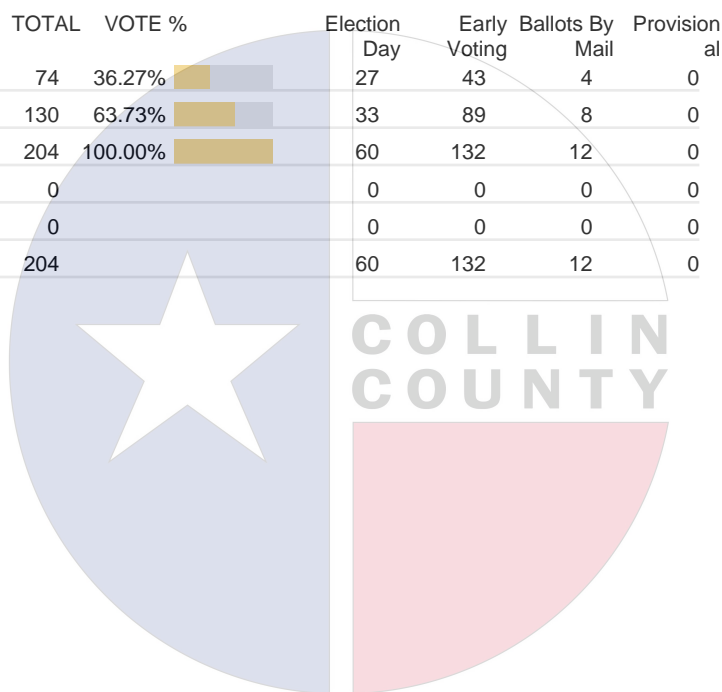 TOTAL VOTE % Election Day Early Voting Ballots By Mail Provisional
74 36.27% 27 43 4 0
130 63.73% 33 89 8 0
204 100.00% 60 132 12 0
0 0 0 0 0
0 0 0 0 0
204 60 132 12 0
COLLIN
COUNTY